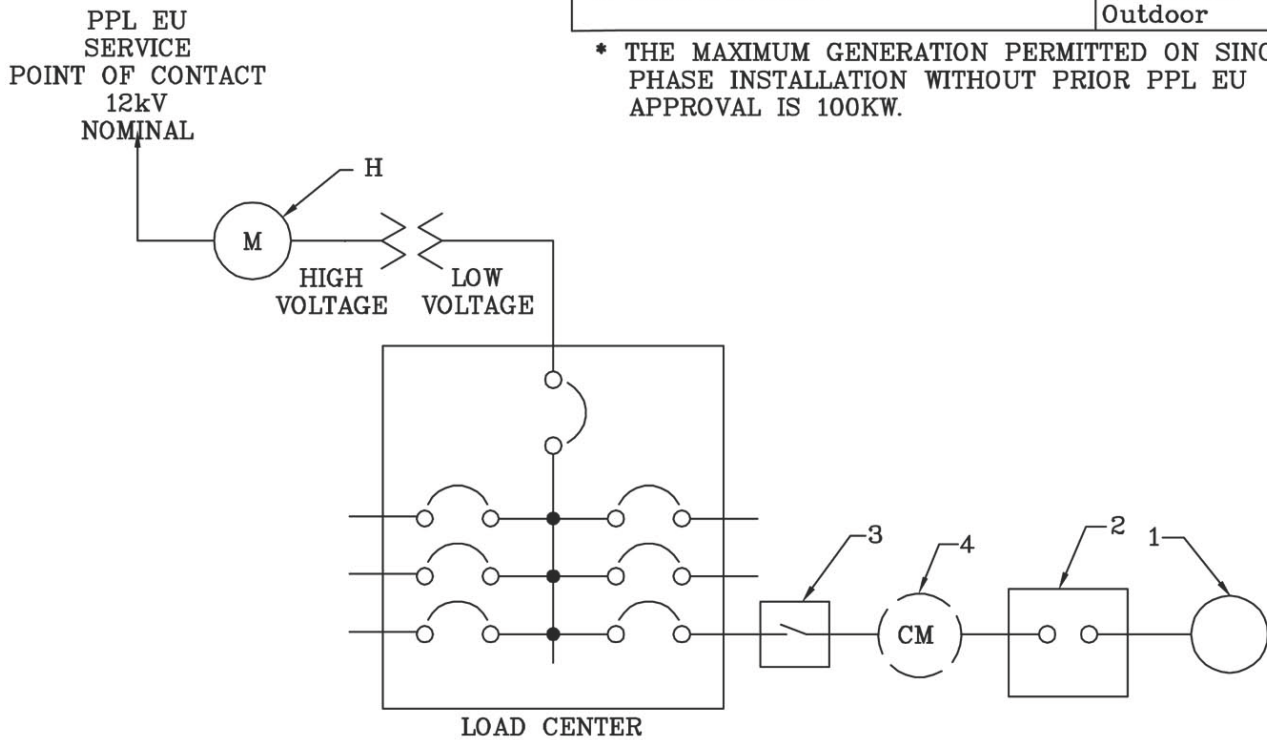 Outdoor
* THE MAXIMUM GENERATION PERMITTED ON
PHASE INSTALLATION WITHOUT PRIOR PPL EU
APPROVAL IS 100KW.
PPL EU
SERVICE
POINT OF CONTACT
12kV
NOMINAL
H
M
HIGH
VOLTAGE
LOW
VOLTAGE
3
4
2
1
CM
LOAD CENTER